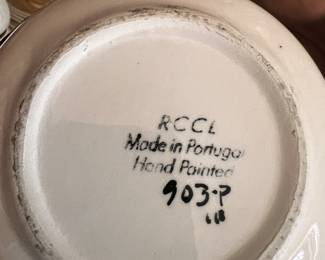 RCCL
Made in Portugal
Hand Painted
903-P